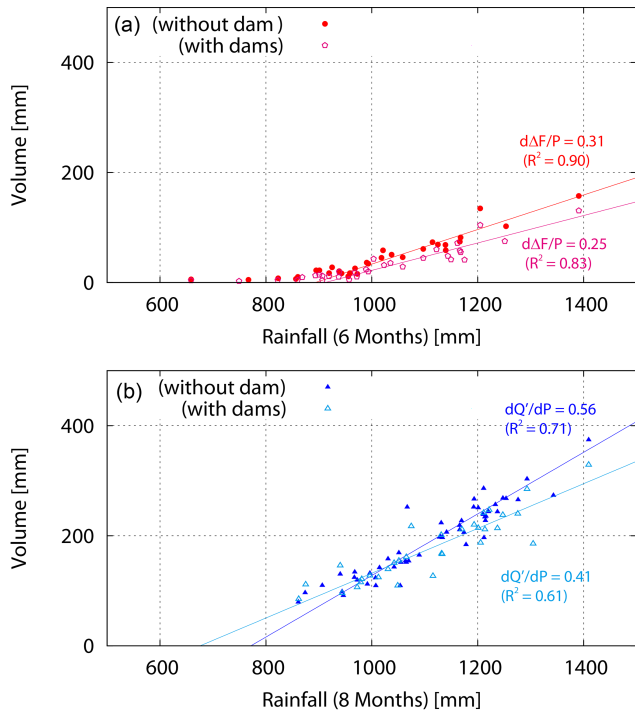 (a)
(without dam)
(with dams)
400
200
0
Volume [mm]
dΔF/P = 0.31
(R² = 0.90)
dΔF/P = 0.25
(R² = 0.83)
600 800 1000 1200 1400
Rainfall (6 Months) [mm]
(b)
(without dam)
(with dams)
400
200
0
Volume [mm]
dQ'/dP = 0.56
(R² = 0.71)
dQ'/dP = 0.41
(R² = 0.61)
600 800 1000 1200 1400
Rainfall (8 Months) [mm]